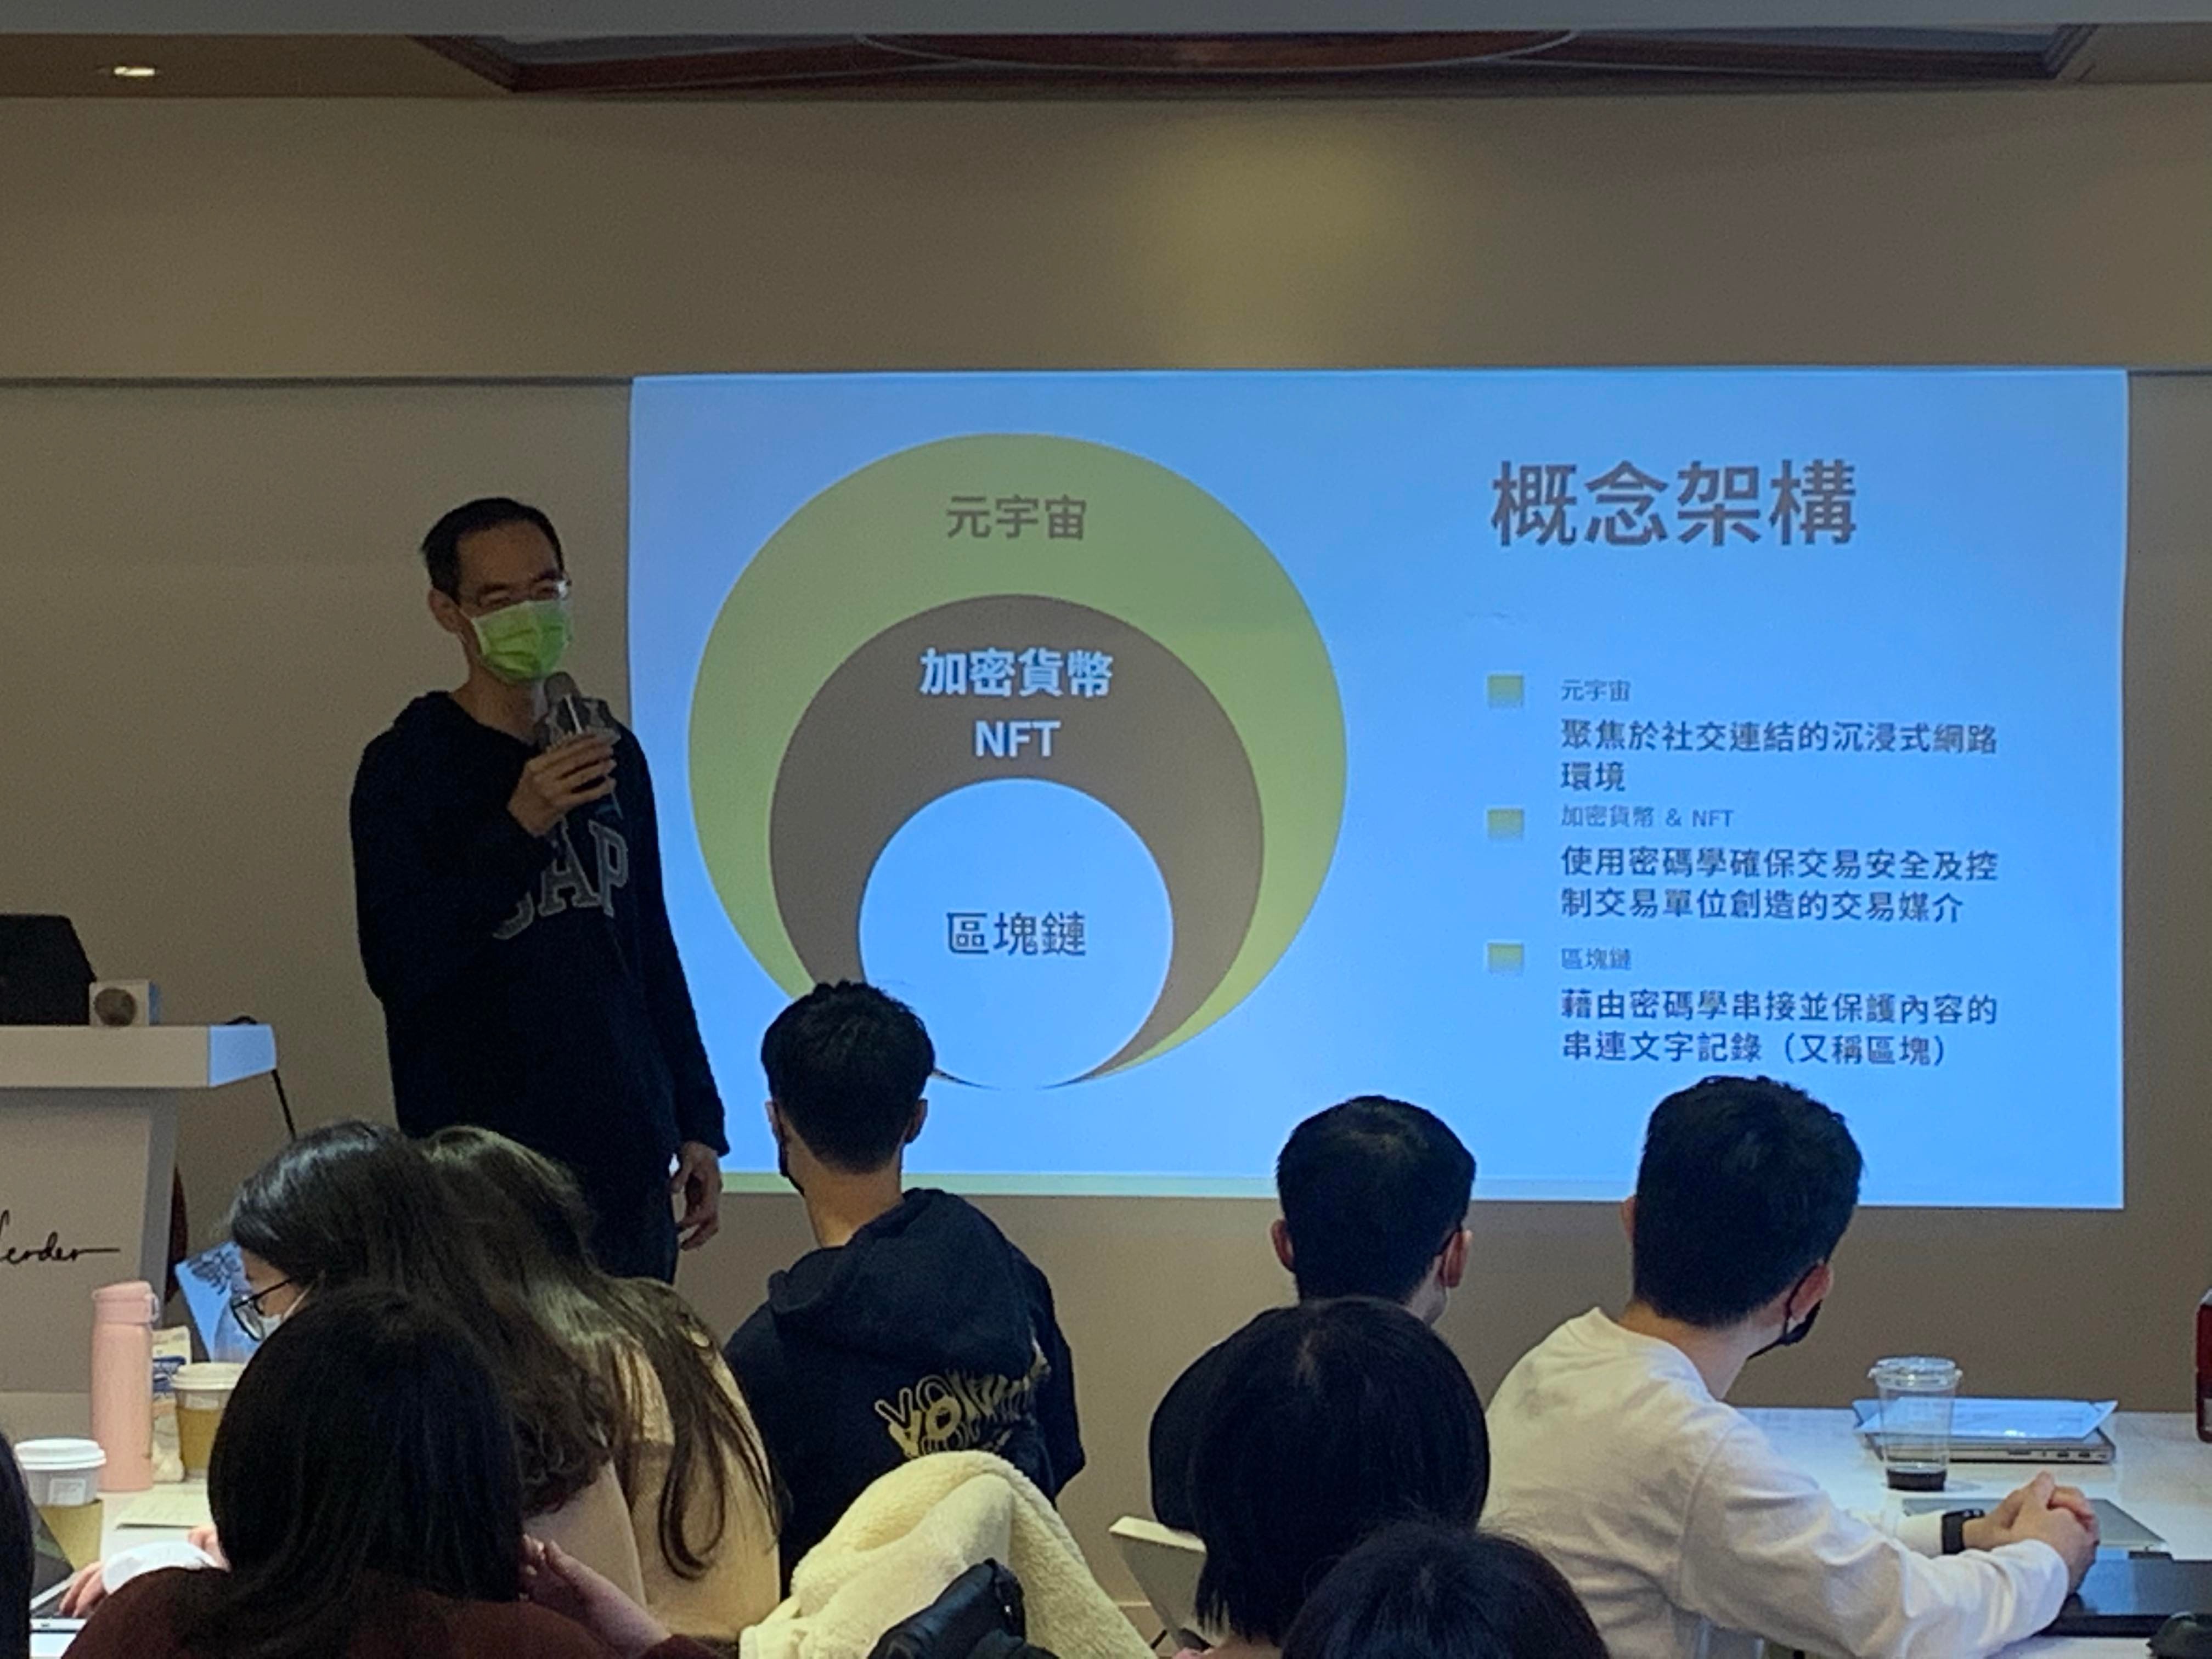 元宇宙
加密貨幣
NFT
區塊鏈
概念架構
元宇宙
聚焦於社交連結的沉浸式網路
環境
加密貨幣 & NFT
使用密碼學確保交易安全及控
制交易單位創造的交易媒介
區塊鏈
藉由密碼學串接並保護內容的
串連文字記錄（又稱區塊）
GAP